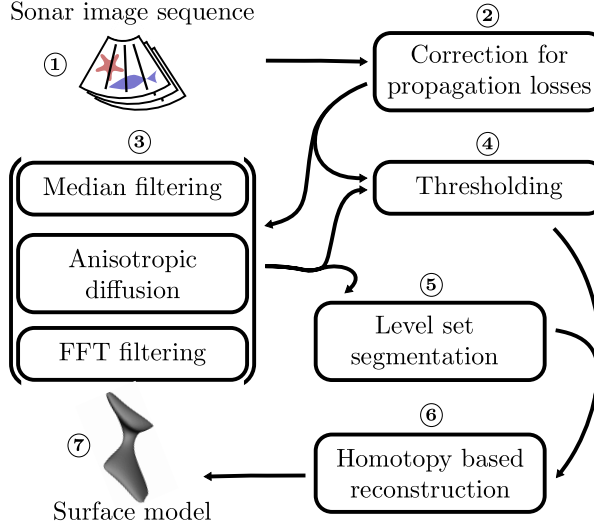 Sonar image sequence
①
②
Correction for
propagation losses
③
Median filtering
Anisotropic
diffusion
FFT filtering
④
Thresholding
⑤
Level set
segmentation
⑥
Homotopy based
reconstruction
⑦
Surface model